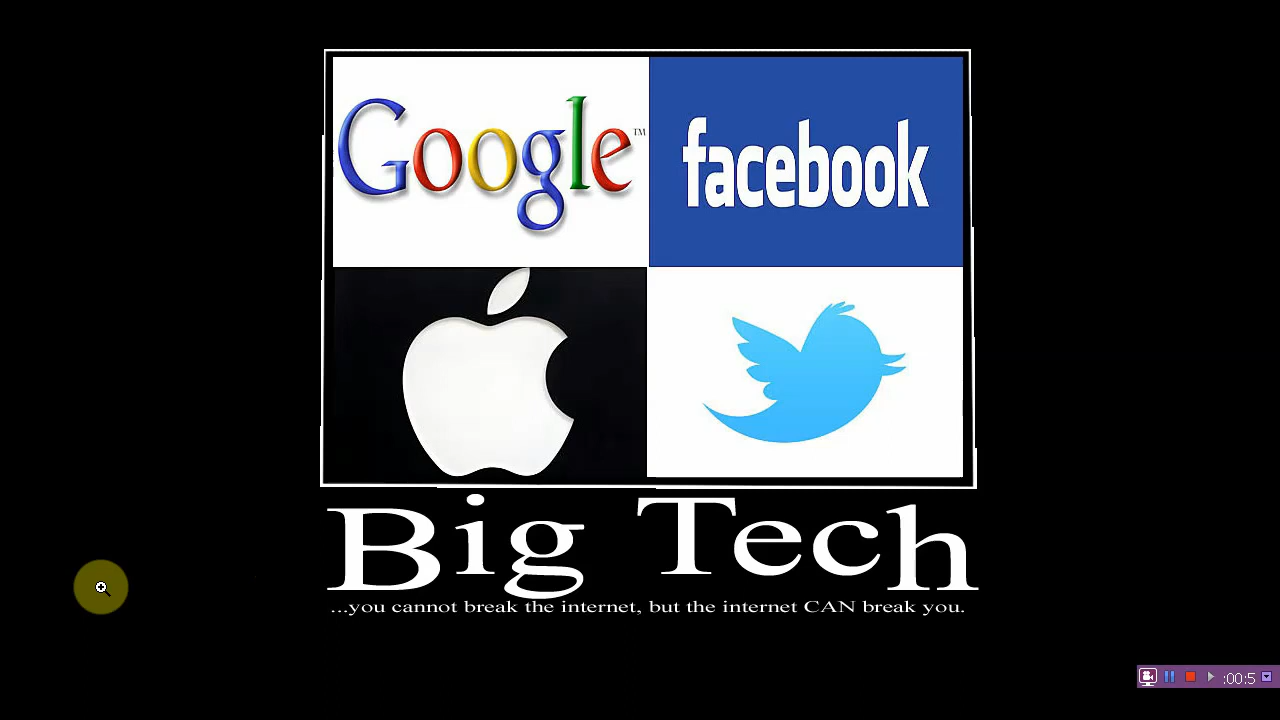 Google™
facebook
Big Tech
...you cannot break the internet, but the internet CAN break you.
:00:5